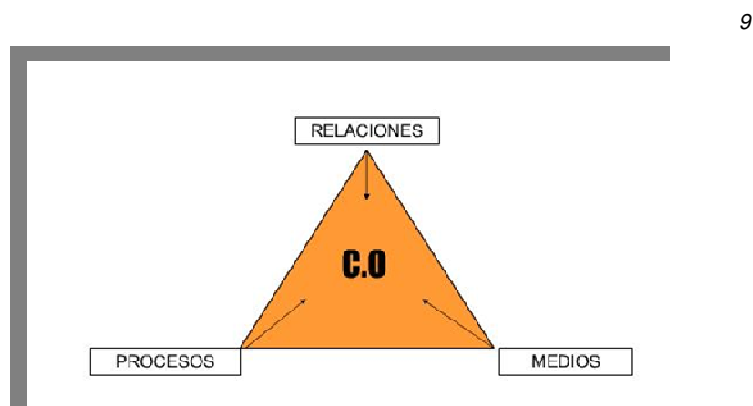 9
RELACIONES
C.O
PROCESOS
MEDIOS